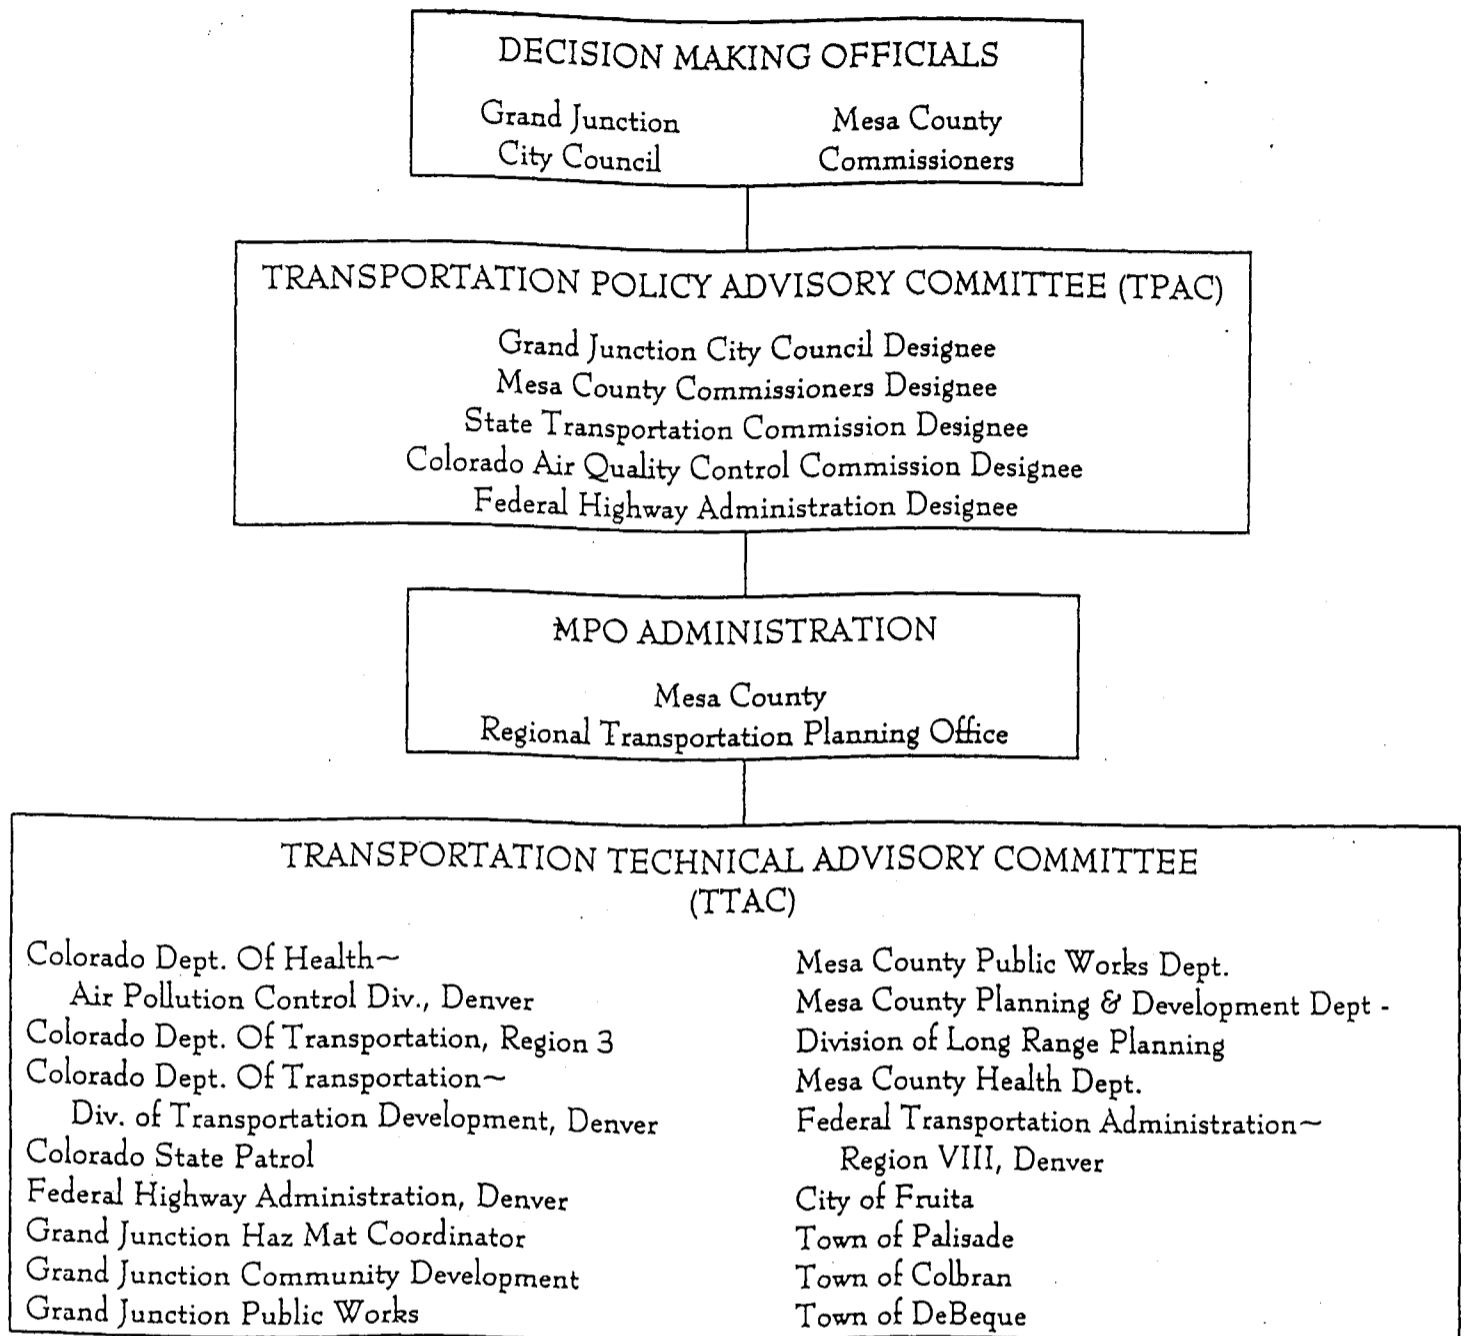 DECISION MAKING OFFICIALS
Grand Junction
City Council
Mesa County
Commissioners
TRANSPORTATION POLICY ADVISORY COMMITTEE (TPAC)
Grand Junction City Council Designee
Mesa County Commissioners Designee
State Transportation Commission Designee
Colorado Air Quality Control Commission Designee
Federal Highway Administration Designee
MPO ADMINISTRATION
Mesa County
Regional Transportation Planning Office
TRANSPORTATION TECHNICAL ADVISORY COMMITTEE
(TTAC)
Colorado Dept. Of Health~
Air Pollution Control Div., Denver
Colorado Dept. Of Transportation, Region 3
Colorado Dept. Of Transportation~
Div. of Transportation Development, Denver
Colorado State Patrol
Federal Highway Administration, Denver
Grand Junction Haz Mat Coordinator
Grand Junction Community Development
Grand Junction Public Works
Mesa County Public Works Dept.
Mesa County Planning & Development Dept -
Division of Long Range Planning
Mesa County Health Dept.
Federal Transportation Administration~
Region VIII, Denver
City of Fruita
Town of Palisade
Town of Colbran
Town of DeBeque